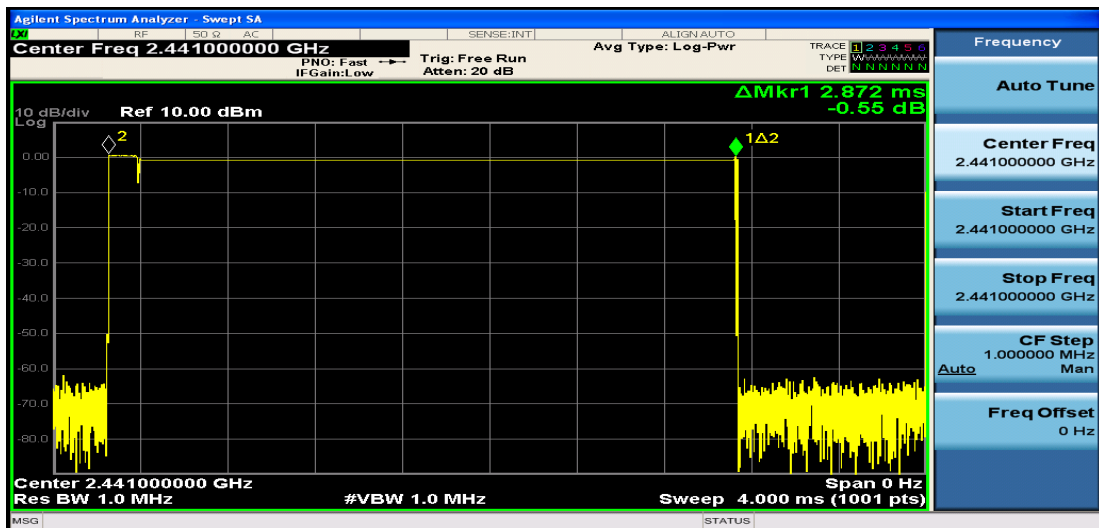 Agilent Spectrum Analyzer - Swept SA
LXI RF 50 Ω AC SENSE:INT ALIGN AUTO
Center Freq 2.441000000 GHz
PNO: Fast
IFGain:Low
Trig: Free Run
Atten: 20 dB
Avg Type: Log-Pwr
TRACE 1 2 3 4 5 6
TYPE W
DET N N N N N N
ΔMkr1 2.872 ms
-0.55 dB
10 dB/div Ref 10.00 dBm
Log
2
1Δ2
0.00
-10.0
-20.0
-30.0
-40.0
-50.0
-60.0
-70.0
-80.0
Center 2.441000000 GHz Span 0 Hz
Res BW 1.0 MHz #VBW 1.0 MHz Sweep 4.000 ms (1001 pts)
MSG STATUS
Frequency
Auto Tune
Center Freq
2.441000000 GHz
Start Freq
2.441000000 GHz
Stop Freq
2.441000000 GHz
CF Step
1.000000 MHz
Auto Man
Freq Offset
0 Hz